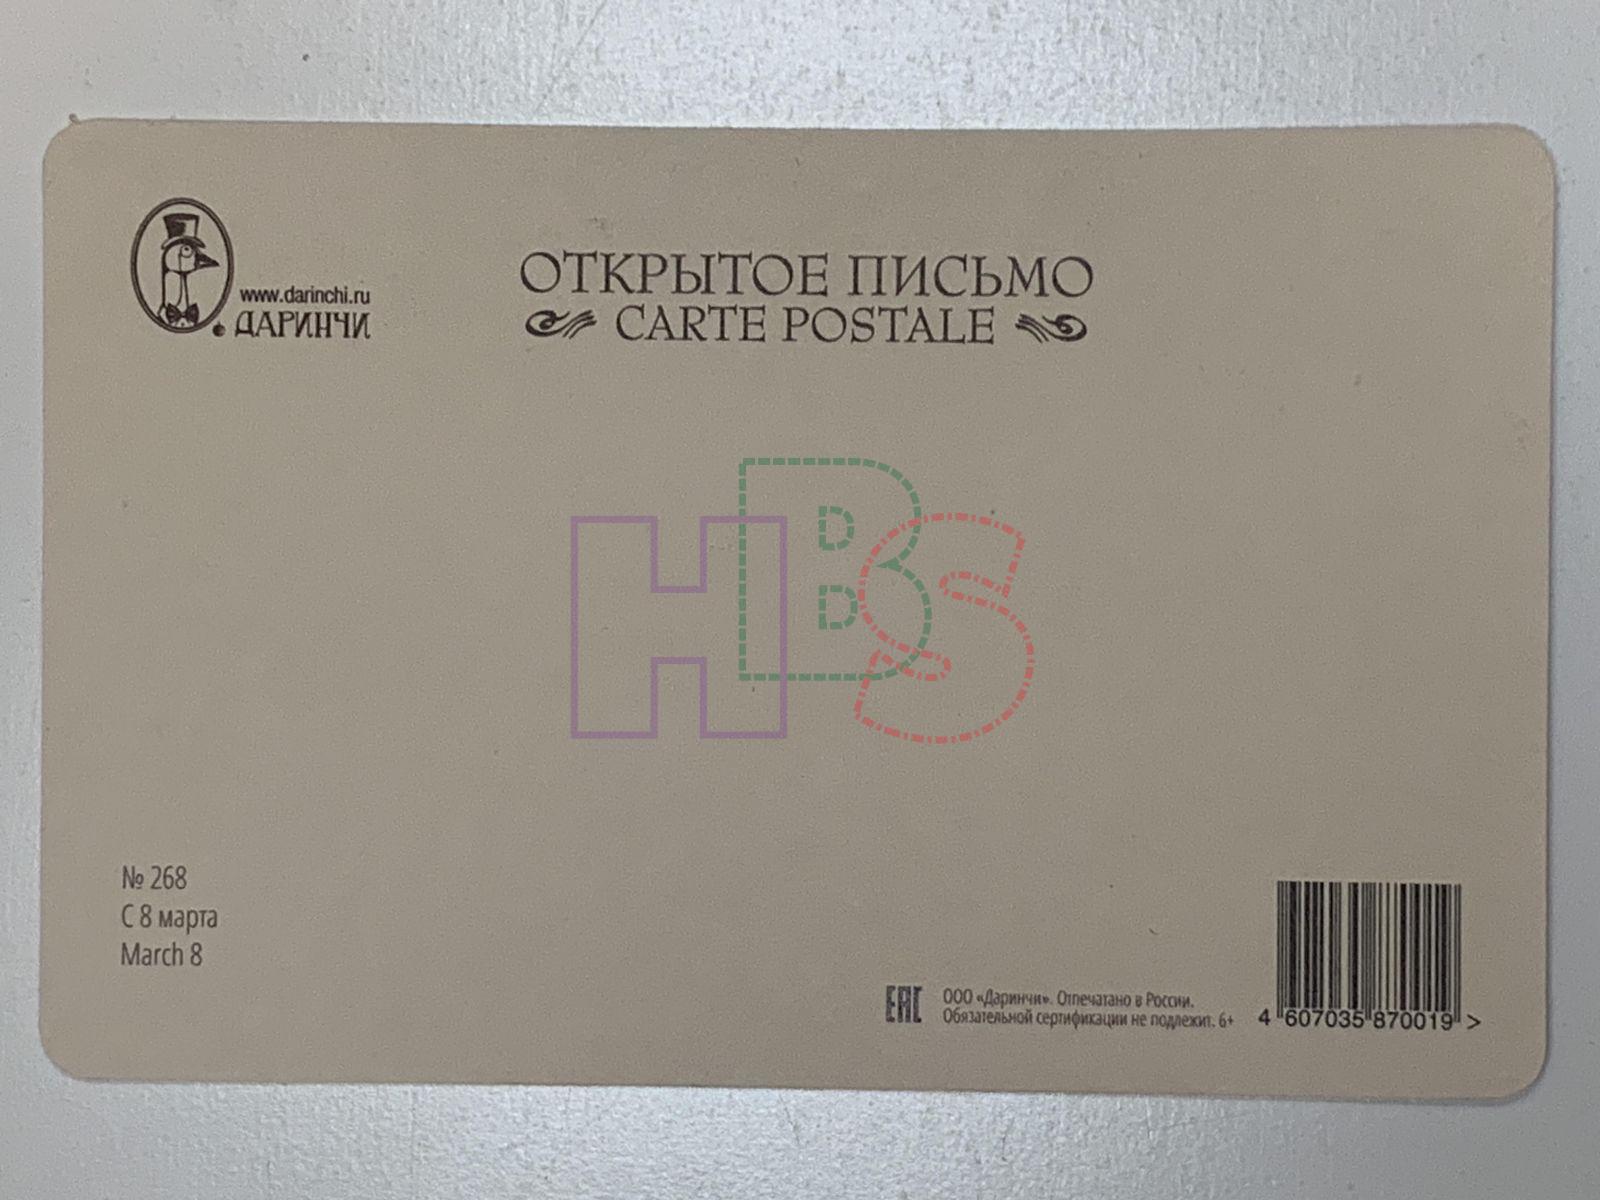 www.darinchi.ru
ДАРИНЧИ
ОТКРЫТОЕ ПИСЬМО
CARTE POSTALE
HBS
№ 268
С 8 марта
March 8
ЕАС ООО «Даринчи». Отпечатано в России.
Обязательной сертификации не подлежит. 6+
4 607035 870019 >